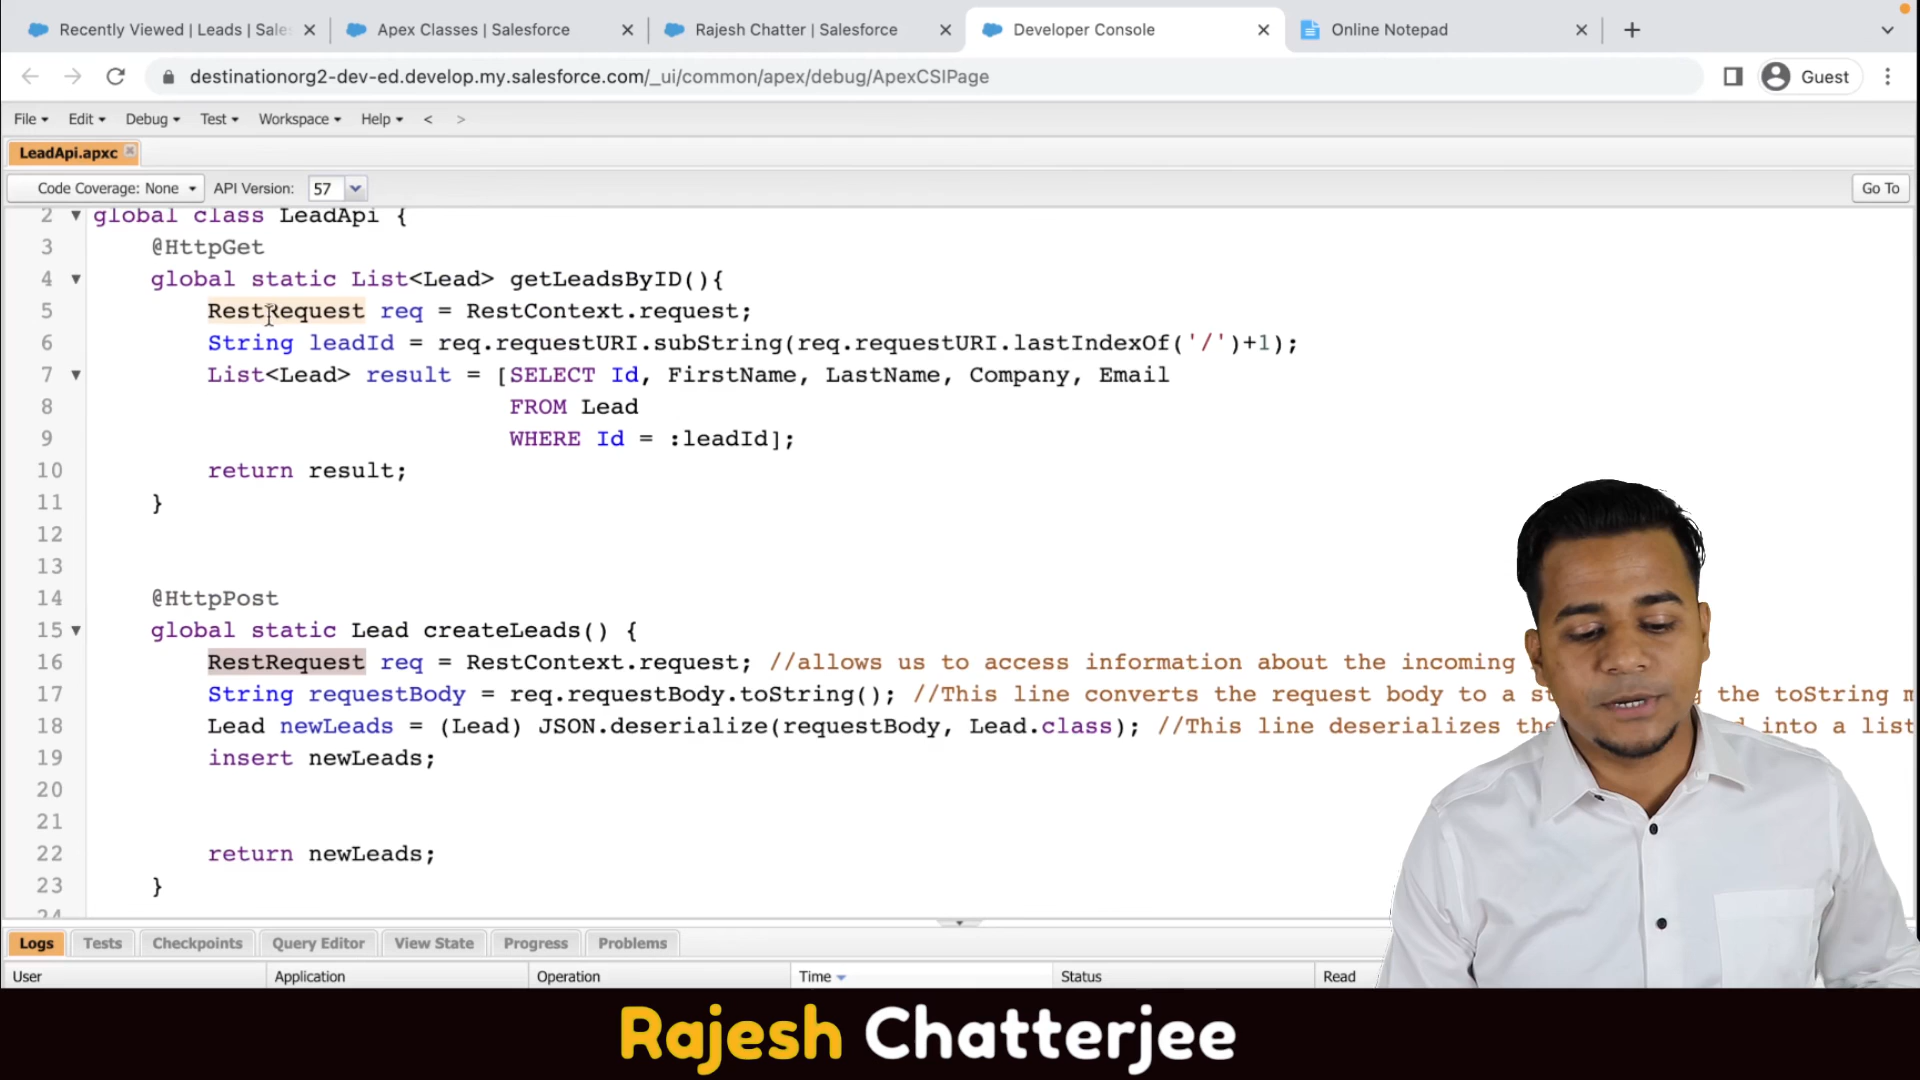 Recently Viewed | Leads | Sale
Apex Classes | Salesforce
Rajesh Chatter | Salesforce
Developer Console
Online Notepad
destinationorg2-dev-ed.develop.my.salesforce.com/_ui/common/apex/debug/ApexCSIPage
Guest
File Edit Debug Test Workspace Help < >
LeadApi.apxc
Code Coverage: None API Version: 57 Go To
2 global class LeadApi {
3 @HttpGet
4 global static List<Lead> getLeadsByID(){
5 RestRequest req = RestContext.request;
6 String leadId = req.requestURI.subString(req.requestURI.lastIndexOf('/')+1);
7 List<Lead> result = [SELECT Id, FirstName, LastName, Company, Email
8 FROM Lead
9 WHERE Id = :leadId];
10 return result;
11 }
12
13
14 @HttpPost
15 global static Lead createLeads() {
16 RestRequest req = RestContext.request; //allows us to access information about the incoming
17 String requestBody = req.requestBody.toString(); //This line converts the request body to a the toString
18 Lead newLeads = (Lead) JSON.deserialize(requestBody, Lead.class); //This line deserializes into a list
19 insert newLeads;
20
21
22 return newLeads;
23 }
24
Logs Tests Checkpoints Query Editor View State Progress Problems
User Application Operation Time Status Read
Rajesh Chatterjee